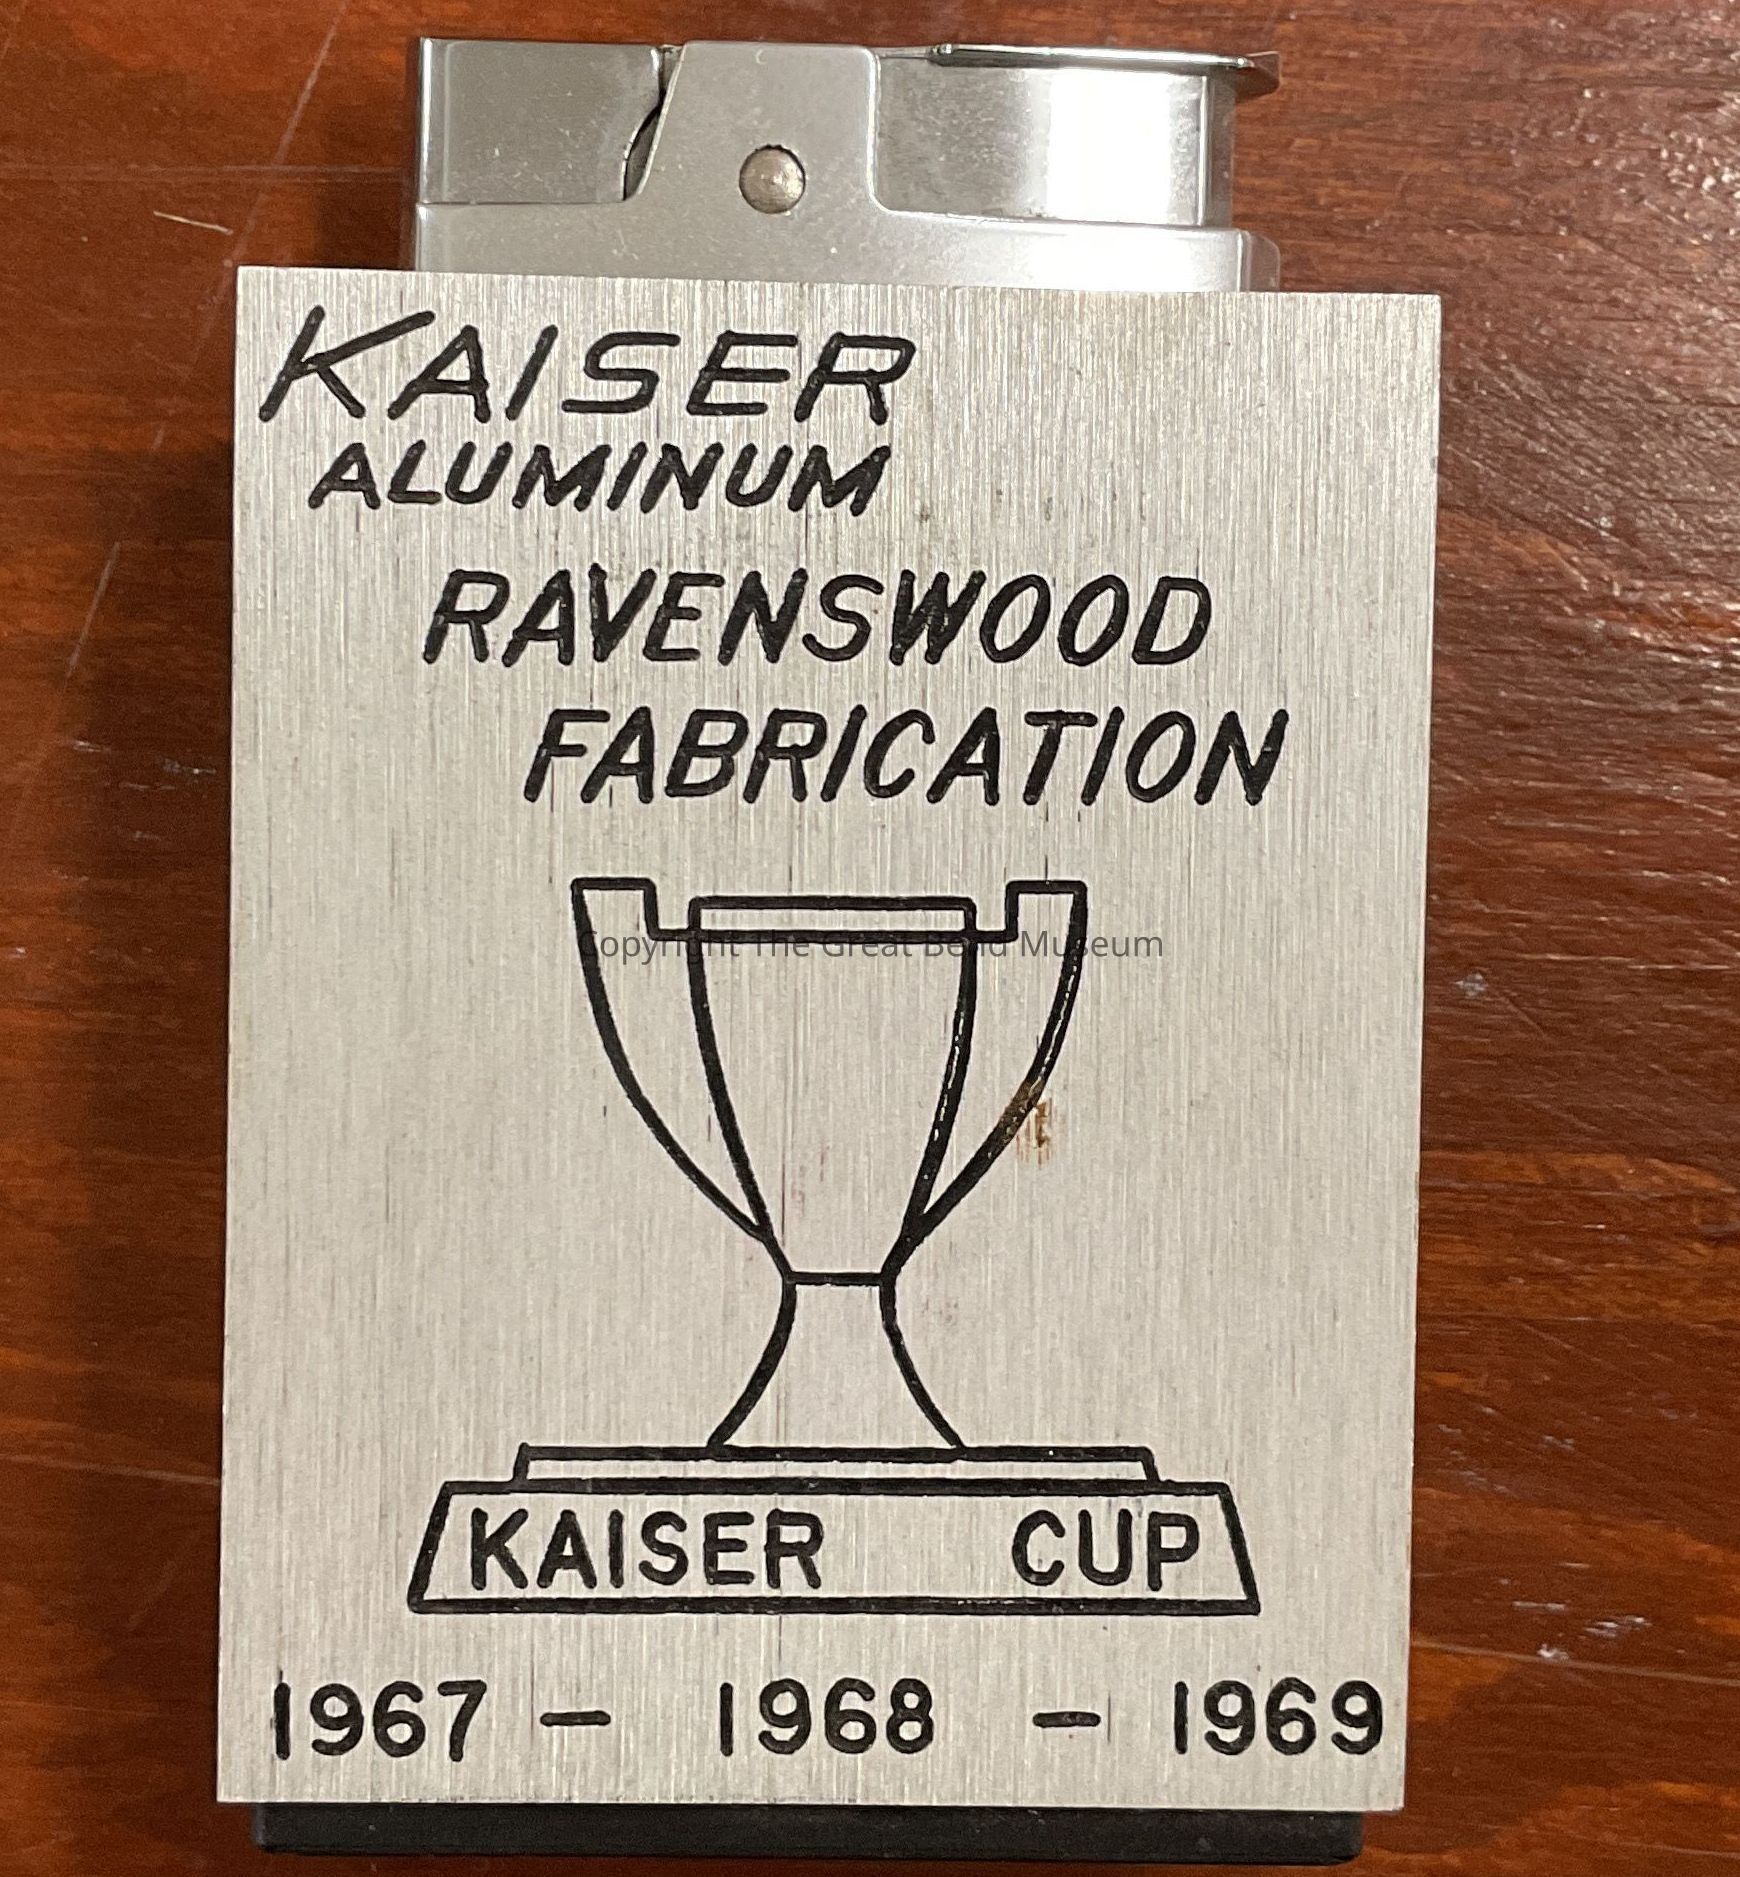 KAISER
ALUMINUM
RAVENSWOOD
FABRICATION
Copyright The Great Bend Museum
KAISER CUP
1967 - 1968 - 1969